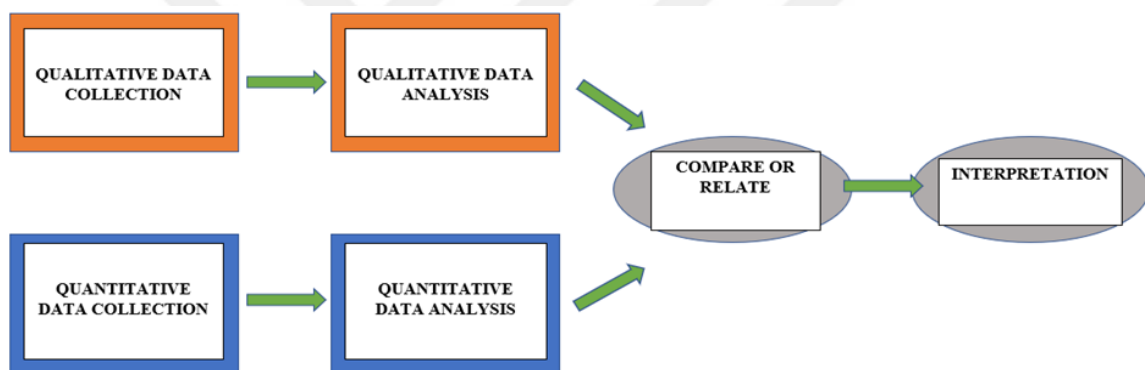 QUALITATIVE DATA
COLLECTION
QUALITATIVE DATA
ANALYSIS
COMPARE OR
RELATE
INTERPRETATION
QUANTITATIVE
DATA COLLECTION
QUANTITATIVE
DATA ANALYSIS